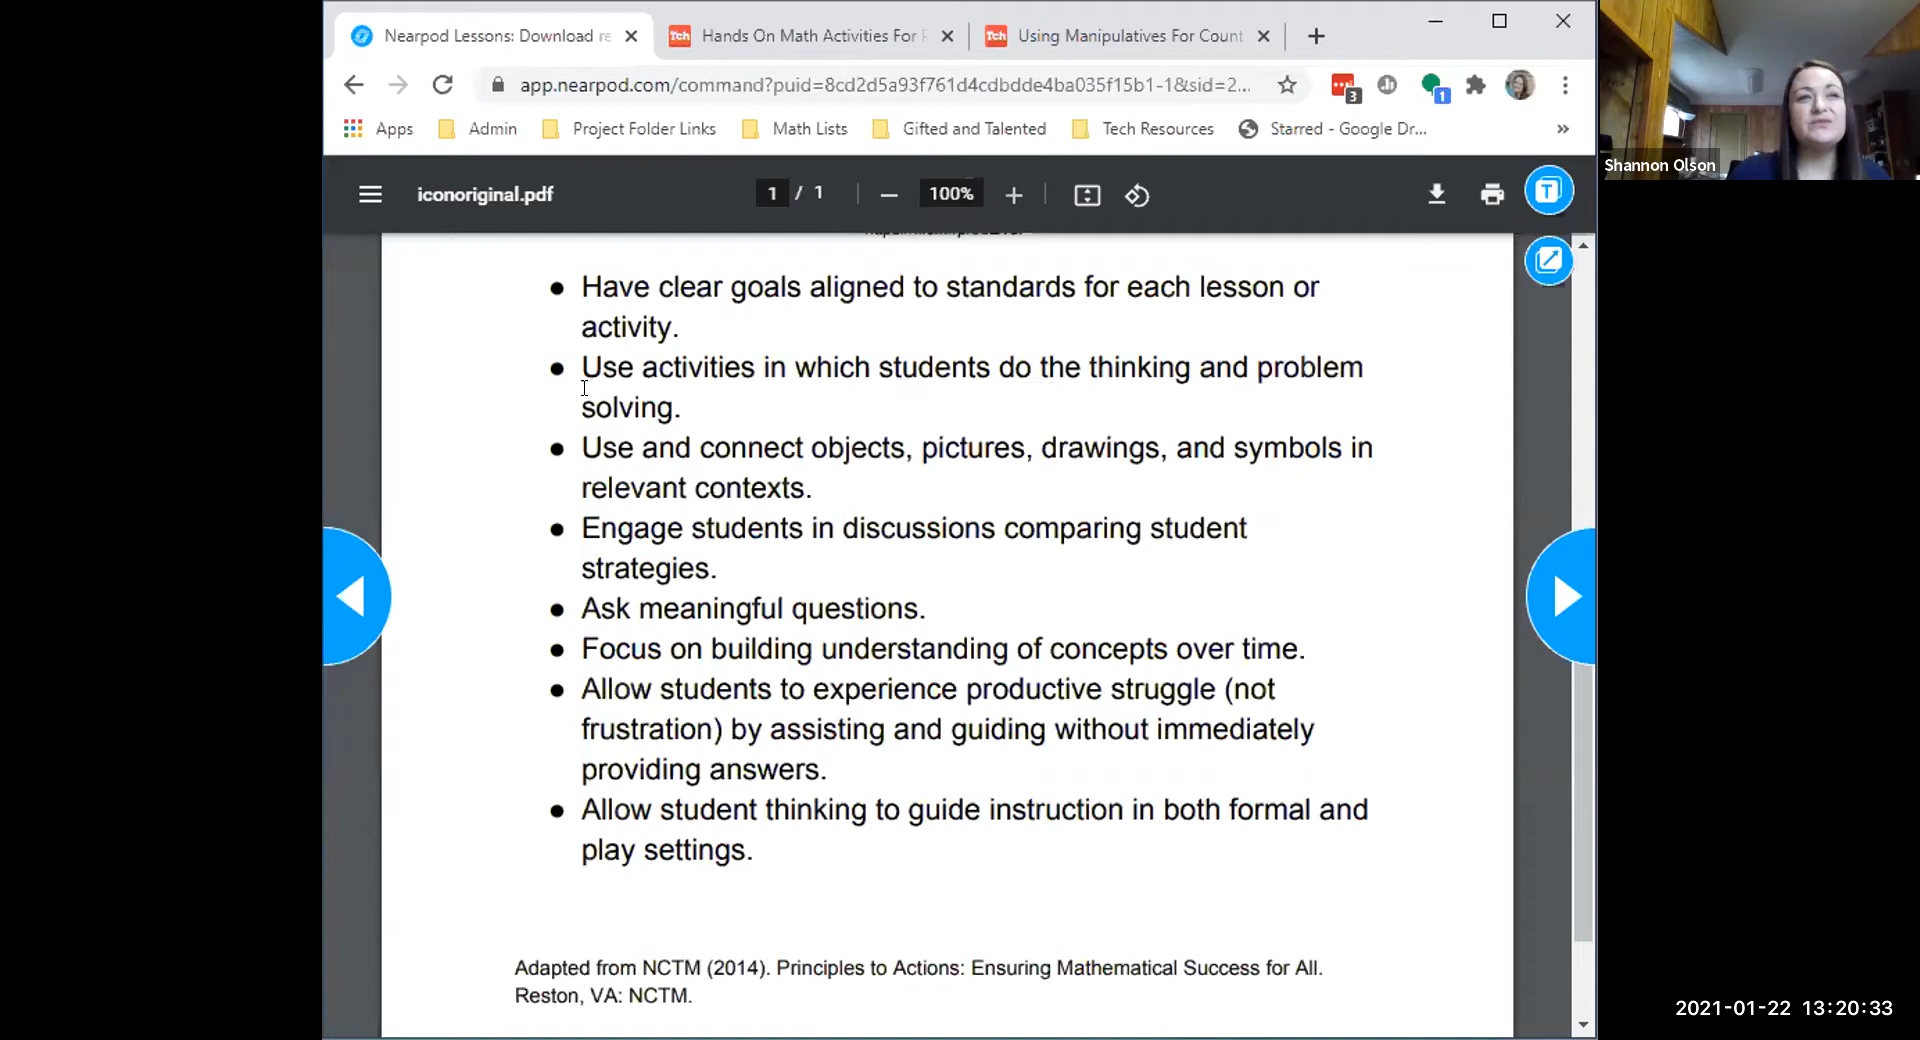 Nearpod Lessons: Download re
Hands On Math Activities For P
Using Manipulatives For Count
app.nearpod.com/command?puid=8cd2d5a93f761d4cdbdde4ba035f15b1-1&sid=2...
3
1
Apps
Admin
Project Folder Links
Math Lists
Gifted and Talented
Tech Resources
Starred - Google Dr...
Shannon Olson
iconoriginal.pdf
1 / 1
100%
● Have clear goals aligned to standards for each lesson or
activity.
● Use activities in which students do the thinking and problem
solving.
● Use and connect objects, pictures, drawings, and symbols in
relevant contexts.
● Engage students in discussions comparing student
strategies.
● Ask meaningful questions.
● Focus on building understanding of concepts over time.
● Allow students to experience productive struggle (not
frustration) by assisting and guiding without immediately
providing answers.
● Allow student thinking to guide instruction in both formal and
play settings.
Adapted from NCTM (2014). Principles to Actions: Ensuring Mathematical Success for All.
Reston, VA: NCTM.
2021-01-22 13:20:33